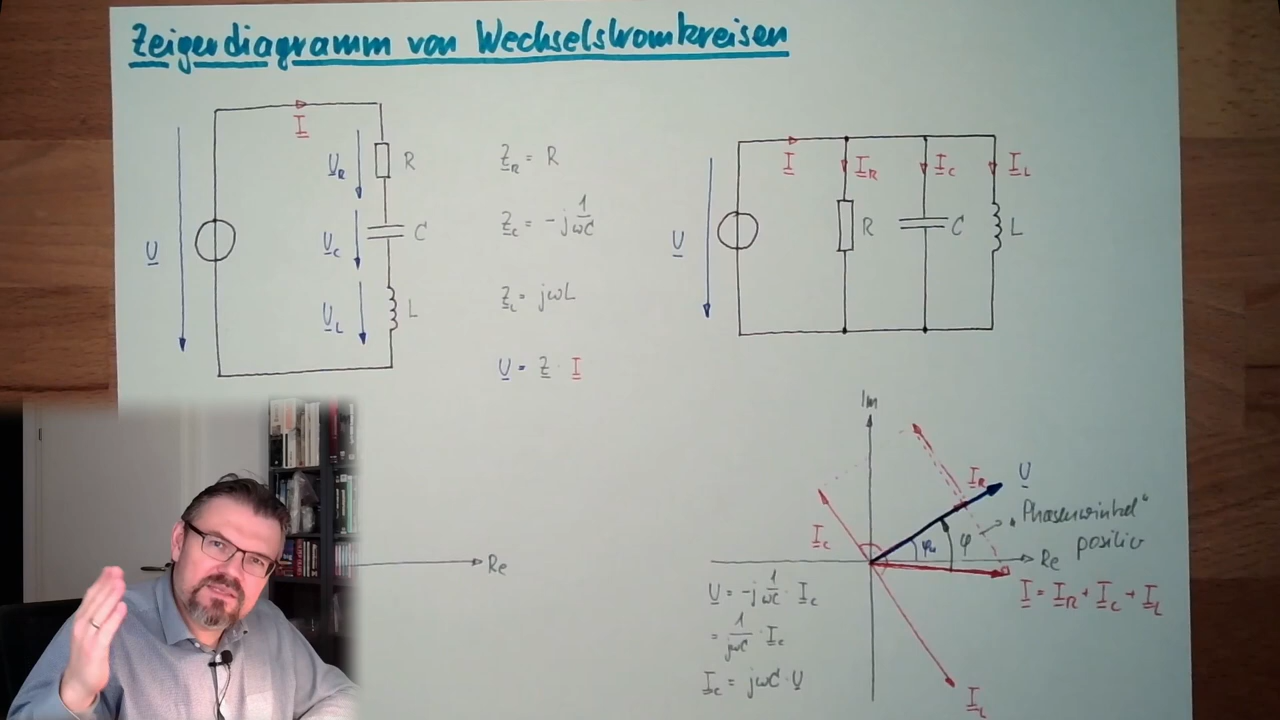 Zeigerdiagramm von Wechselstromkreisen
I
U
U_R
R
U_C
C
U_L
L
Z_R = R
Z_C = -j 1/ωC
Z_L = jωL
U = Z · I
I
I_R
I_C
I_L
U
R
C
L
Re
Im
I_R
U
I_C
φu
φ
„Phasenwinkel“
positiv
Re
I = I_R + I_C + I_L
U = -j 1/ωC · I_C
= 1/jωC · I_C
I_C = jωC · U
I_L